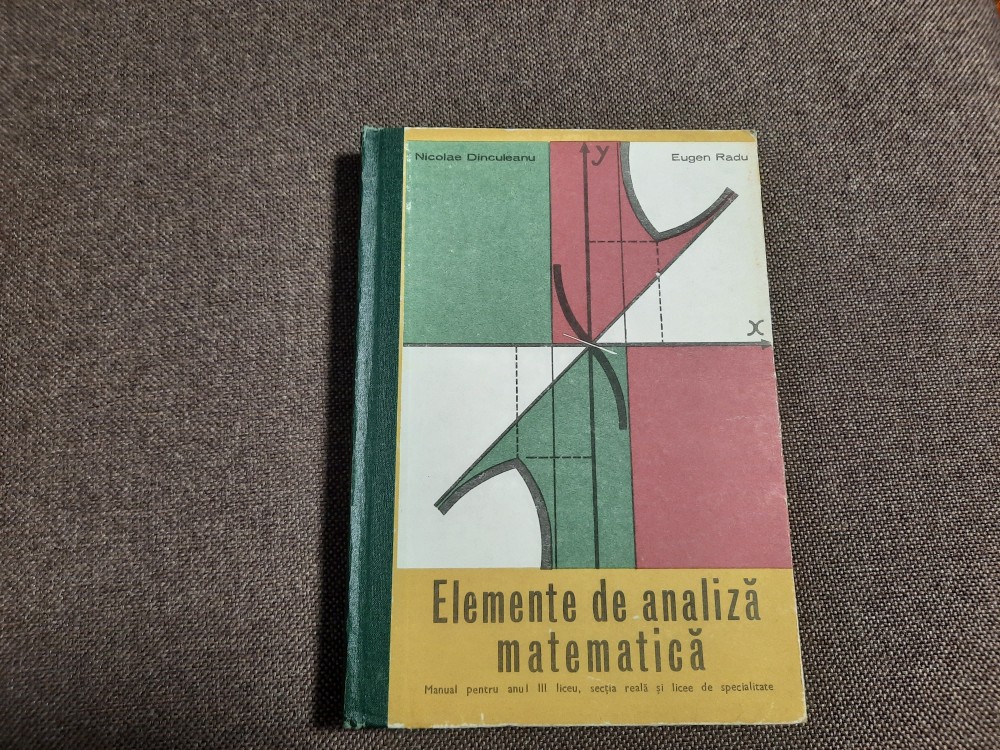 Nicolae Dinculeanu
Eugen Radu
y
x
Elemente de analiză
matematică
Manual pentru anul III liceu, secția reală și licee de specialitate